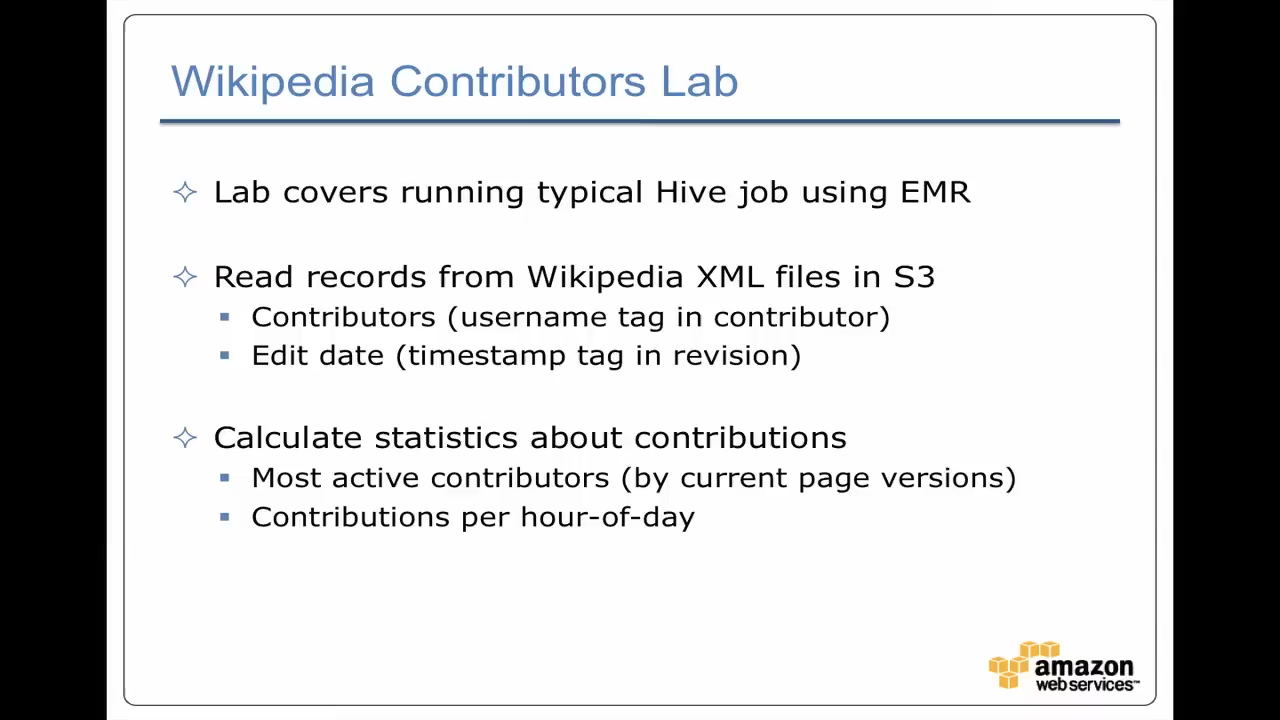 Wikipedia Contributors Lab
Lab covers running typical Hive job using EMR
Read records from Wikipedia XML files in S3
Contributors (username tag in contributor)
Edit date (timestamp tag in revision)
Calculate statistics about contributions
Most active contributors (by current page versions)
Contributions per hour-of-day
amazon
webservices™